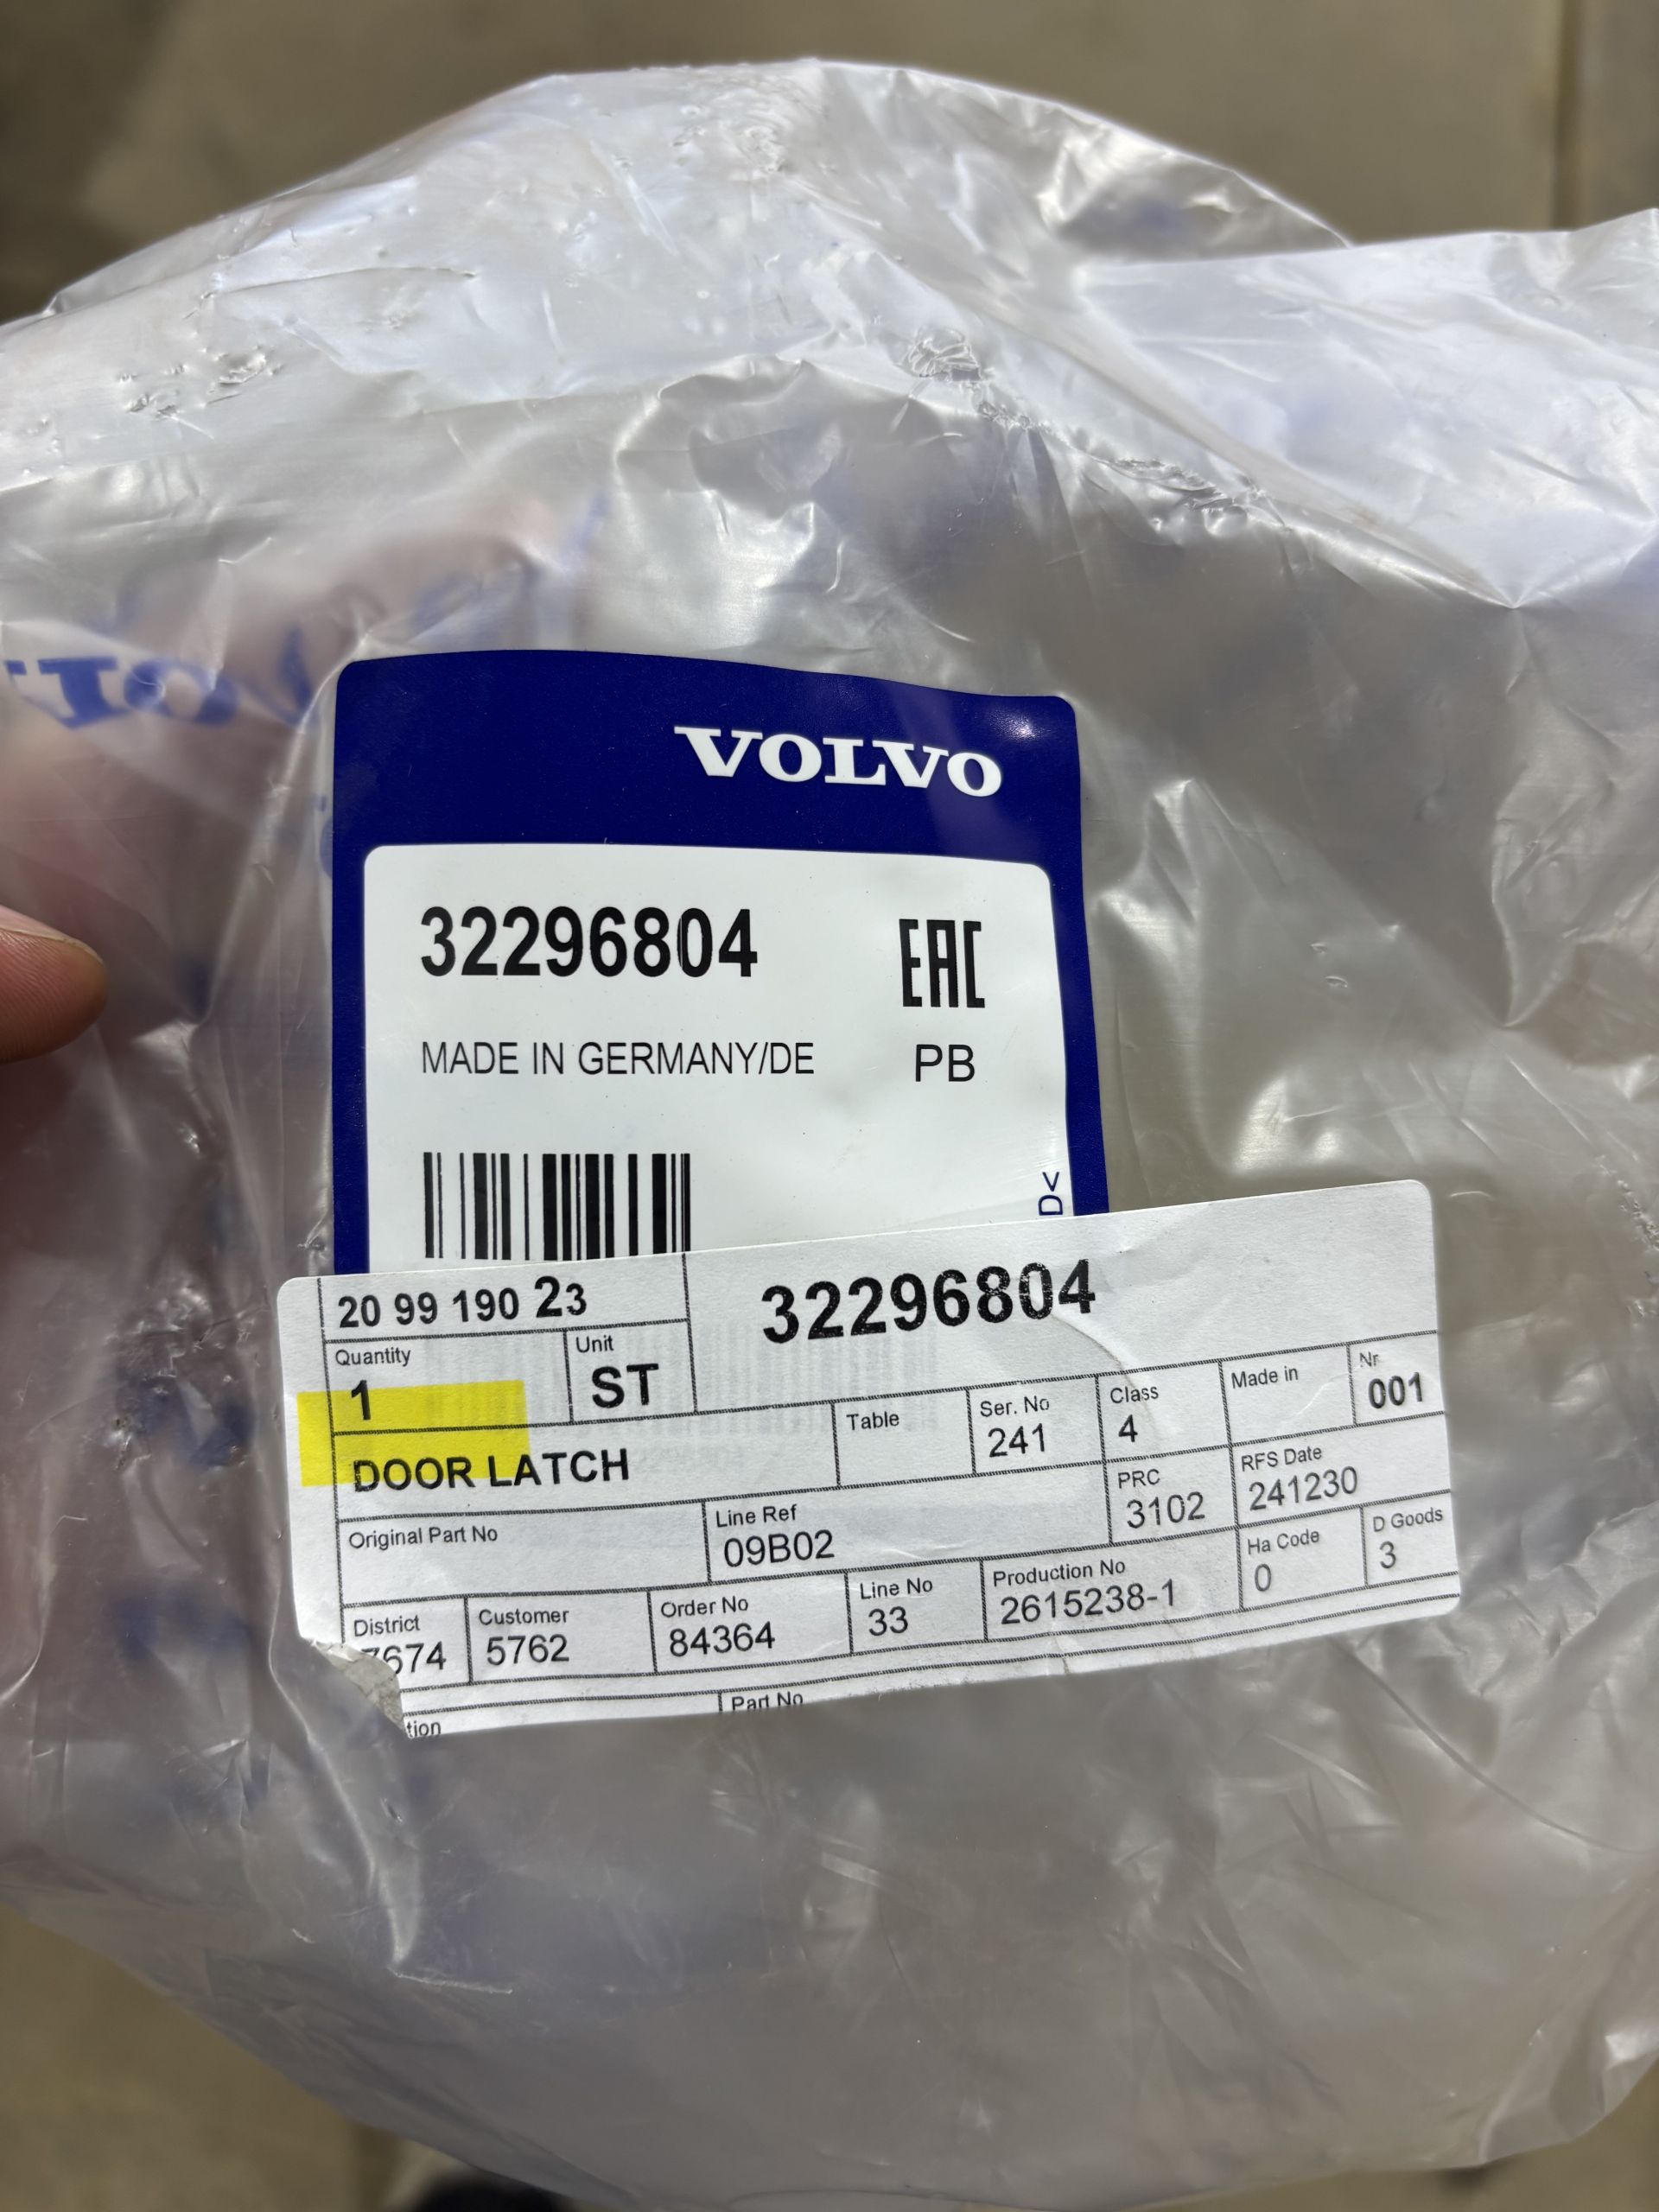 VOLVO
32296804
EAC
MADE IN GERMANY/DE
PB
D<
20 99 190 23
32296804
Quantity
1
Unit
ST
DOOR LATCH
Table
Ser. No
241
Class
4
Made in
Nr
001
Original Part No
Line Ref
09B02
PRC
3102
RFS Date
241230
District
7674
Customer
5762
Order No
84364
Line No
33
Production No
2615238-1
Ha Code
0
D Goods
3
tion
Part No